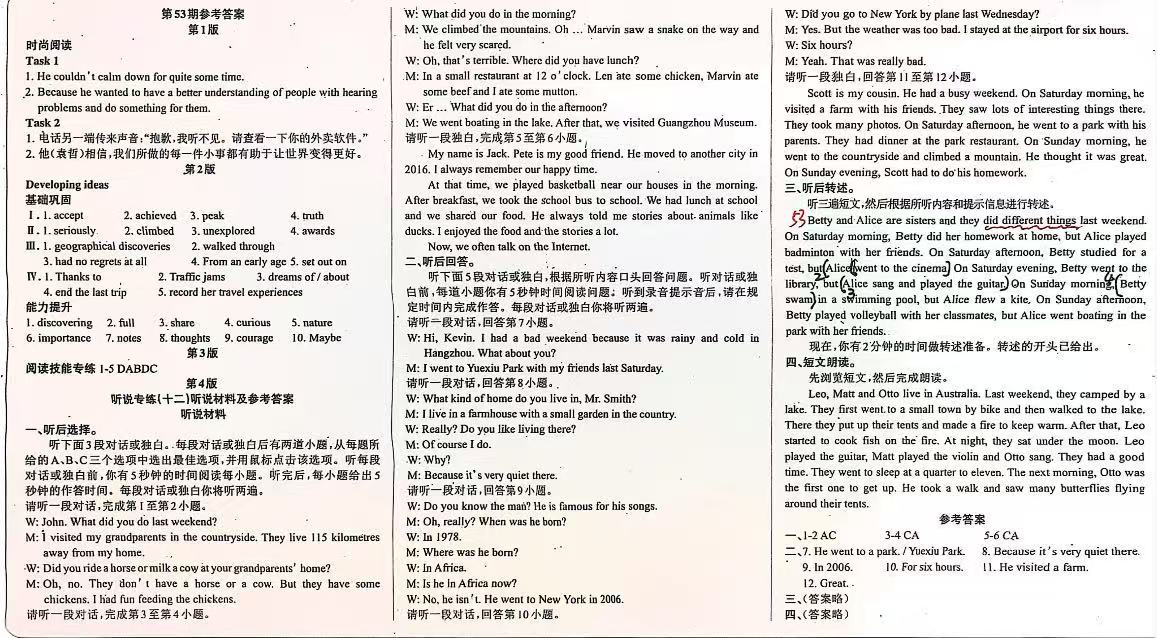 第53期参考答案
第1版
时尚阅读
Task 1
1. He couldn't calm down for quite some time.
2. Because he wanted to have a better understanding of people with hearing
problems and do something for them.
Task 2
1. 电话另一端传来声音:“抱歉,我听不见。请查看一下你的外卖软件。”
2. 他(袁哲)相信,我们所做的每一件小事都有助于让世界变得更好。
第2版
Developing ideas
基础巩固
Ⅰ. 1. accept 2. achieved 3. peak 4. truth
Ⅱ. 1. seriously 2. climbed 3. unexplored 4. awards
Ⅲ. 1. geographical discoveries 2. walked through
3. had no regrets at all 4. From an early age 5. set out on
Ⅳ. 1. Thanks to 2. Traffic jams 3. dreams of / about
4. end the last trip 5. record her travel experiences
能力提升
1. discovering 2. full 3. share 4. curious 5. nature
6. importance 7. notes 8. thoughts 9. courage 10. Maybe
第3版
阅读技能专练 1-5 DABDC
第4版
听说专练(十二)听说材料及参考答案
听说材料
一、听后选择。
听下面3段对话或独白。每段对话或独白后有两道小题,从每题所
给的A、B、C三个选项中选出最佳选项,并用鼠标点击该选项。听每段
对话或独白前,你有5秒钟的时间阅读每小题。听完后,每小题给出5
秒钟的作答时间。每段对话或独白你将听两遍。
请听一段对话,完成第1至第2小题。
W: John. What did you do last weekend?
M: I visited my grandparents in the countryside. They live 115 kilometres
away from my home.
W: Did you ride a horse or milk a cow at your grandparents' home?
M: Oh, no. They don't have a horse or a cow. But they have some
chickens. I had fun feeding the chickens.
请听一段对话,完成第3至第4小题。
W: What did you do in the morning?
M: We climbed the mountains. Oh ... Marvin saw a snake on the way and
he felt very scared.
W: Oh, that's terrible. Where did you have lunch?
M: In a small restaurant at 12 o'clock. Len ate some chicken, Marvin ate
some beef and I ate some mutton.
W: Er ... What did you do in the afternoon?
M: We went boating in the lake. After that, we visited Guangzhou Museum.
请听一段独白,完成第5至第6小题。
My name is Jack. Pete is my good friend. He moved to another city in
2016. I always remember our happy time.
At that time, we played basketball near our houses in the morning.
After breakfast, we took the school bus to school. We had lunch at school
and we shared our food. He always told me stories about animals like
ducks. I enjoyed the food and the stories a lot.
Now, we often talk on the Internet.
二、听后回答。
听下面5段对话或独白,根据所听内容口头回答问题。听对话或独
白前,每道小题你有5秒钟时间阅读问题。听到录音提示音后,请在规
定时间内完成作答。每段对话或独白你将听两遍。
请听一段对话,回答第7小题。
W: Hi, Kevin. I had a bad weekend because it was rainy and cold in
Hangzhou. What about you?
M: I went to Yuexiu Park with my friends last Saturday.
请听一段对话,回答第8小题。
W: What kind of home do you live in, Mr. Smith?
M: I live in a farmhouse with a small garden in the country.
W: Really? Do you like living there?
M: Of course I do.
W: Why?
M: Because it's very quiet there.
请听一段对话,回答第9小题。
W: Do you know the man? He is famous for his songs.
M: Oh, really? When was he born?
W: In 1978.
M: Where was he born?
W: In Africa.
M: Is he in Africa now?
W: No, he isn't. He went to New York in 2006.
请听一段对话,回答第10小题。
W: Did you go to New York by plane last Wednesday?
M: Yes. But the weather was too bad. I stayed at the airport for six hours.
W: Six hours?
M: Yeah. That was really bad.
请听一段独白,回答第11至第12小题。
Scott is my cousin. He had a busy weekend. On Saturday morning, he
visited a farm with his friends. They saw lots of interesting things there.
They took many photos. On Saturday afternoon, he went to a park with his
parents. They had dinner at the park restaurant. On Sunday morning, he
went to the countryside and climbed a mountain. He thought it was great.
On Sunday evening, Scott had to do his homework.
三、听后转述。
听三遍短文,然后根据所听内容和提示信息进行转述。
53 Betty and Alice are sisters and they did different things last weekend.
On Saturday morning, Betty did her homework at home, but Alice played
badminton with her friends. On Saturday afternoon, Betty studied for a
test, but Alice went to the cinema. On Saturday evening, Betty went to the
library, but Alice sang and played the guitar. On Sunday morning, Betty
swam in a swimming pool, but Alice flew a kite. On Sunday afternoon,
Betty played volleyball with her classmates, but Alice went boating in the
park with her friends.
现在,你有2分钟的时间做转述准备。转述的开头已给出。
四、短文朗读。
先浏览短文,然后完成朗读。
Leo, Matt and Otto live in Australia. Last weekend, they camped by a
lake. They first went to a small town by bike and then walked to the lake.
There they put up their tents and made a fire to keep warm. After that, Leo
started to cook fish on the fire. At night, they sat under the moon. Leo
played the guitar, Matt played the violin and Otto sang. They had a good
time. They went to sleep at a quarter to eleven. The next morning, Otto was
the first one to get up. He took a walk and saw many butterflies flying
around their tents.
参考答案
一、1-2 AC 3-4 CA 5-6 CA
二、7. He went to a park. / Yuexiu Park. 8. Because it's very quiet there.
9. In 2006. 10. For six hours. 11. He visited a farm.
12. Great.
三、(答案略)
四、(答案略)